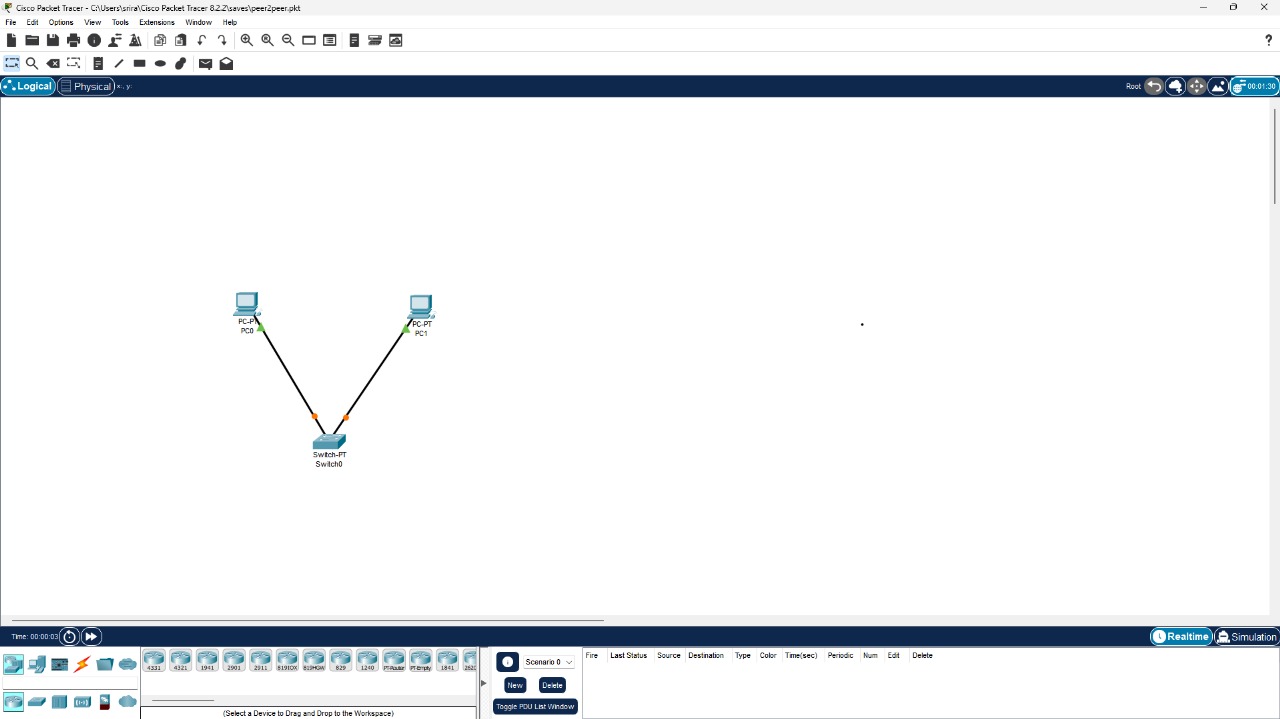 Cisco Packet Tracer - C:\Users\srira\Cisco Packet Tracer 8.2.2\saves\peer2peer.pkt
File Edit Options View Tools Extensions Window Help
?
Logical Physical x:, y: Root 00:01:30
PC-PT
PC0
PC-PT
PC1
Switch-PT
Switch0
Time: 00:00:03 Realtime Simulation
4331 4321 1941 2901 2911 819IOX 819HGW 829 1240 PT-Router PT-Empty 1841 2620
Scenario 0
New Delete
Toggle PDU List Window
(Select a Device to Drag and Drop to the Workspace)
Fire Last Status Source Destination Type Color Time(sec) Periodic Num Edit Delete